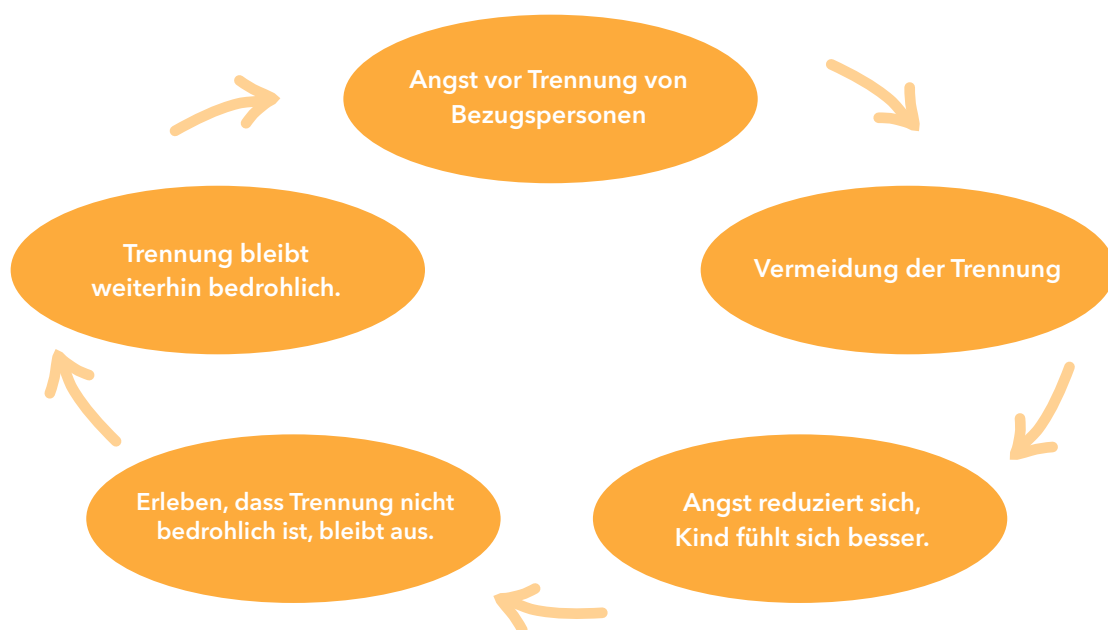 Angst vor Trennung von
Bezugspersonen
Vermeidung der Trennung
Angst reduziert sich,
Kind fühlt sich besser.
Erleben, dass Trennung nicht
bedrohlich ist, bleibt aus.
Trennung bleibt
weiterhin bedrohlich.